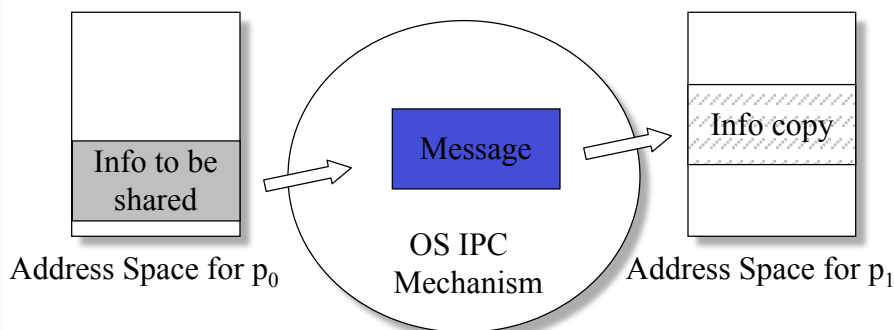 Info to be
shared
Address Space for p₀
Message
OS IPC
Mechanism
Info copy
Address Space for p₁